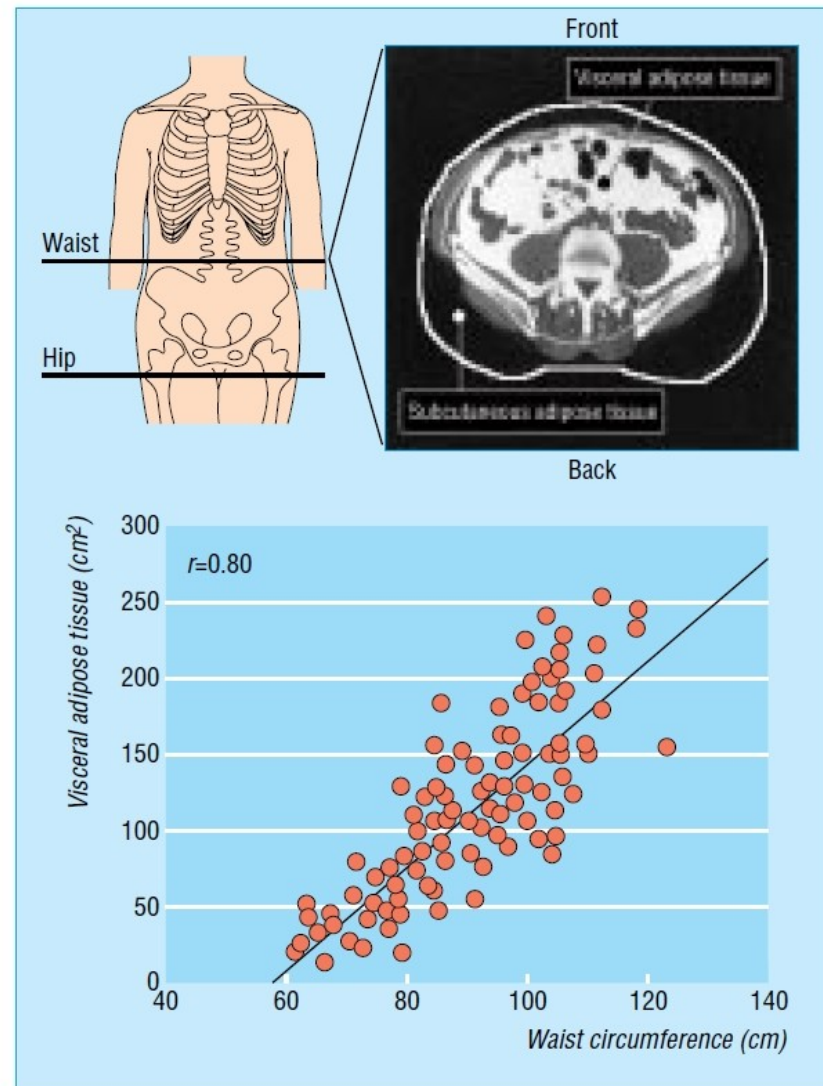 Front
Visceral adipose tissue
Waist
Hip
Subcutaneous adipose tissue
Back
Visceral adipose tissue (cm²)
300
250
200
150
100
50
0
r=0.80
40
60
80
100
120
140
Waist circumference (cm)